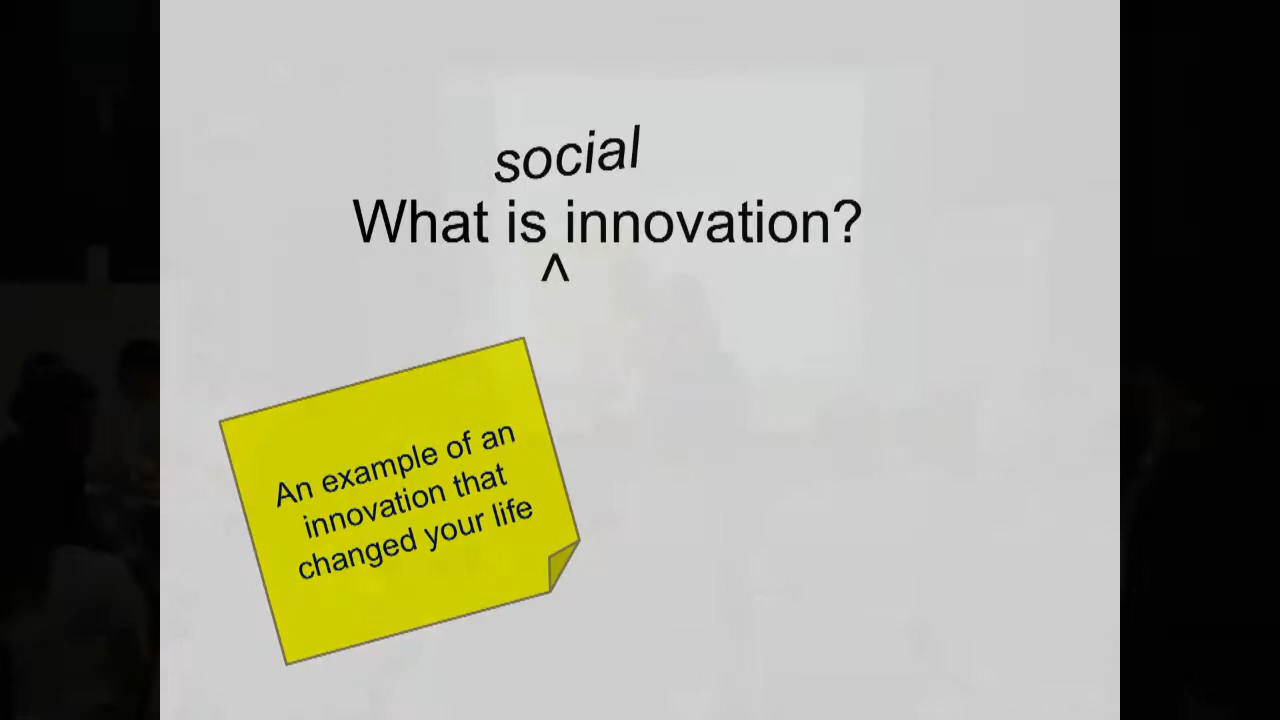 social
What is innovation?
^
An example of an
innovation that
changed your life